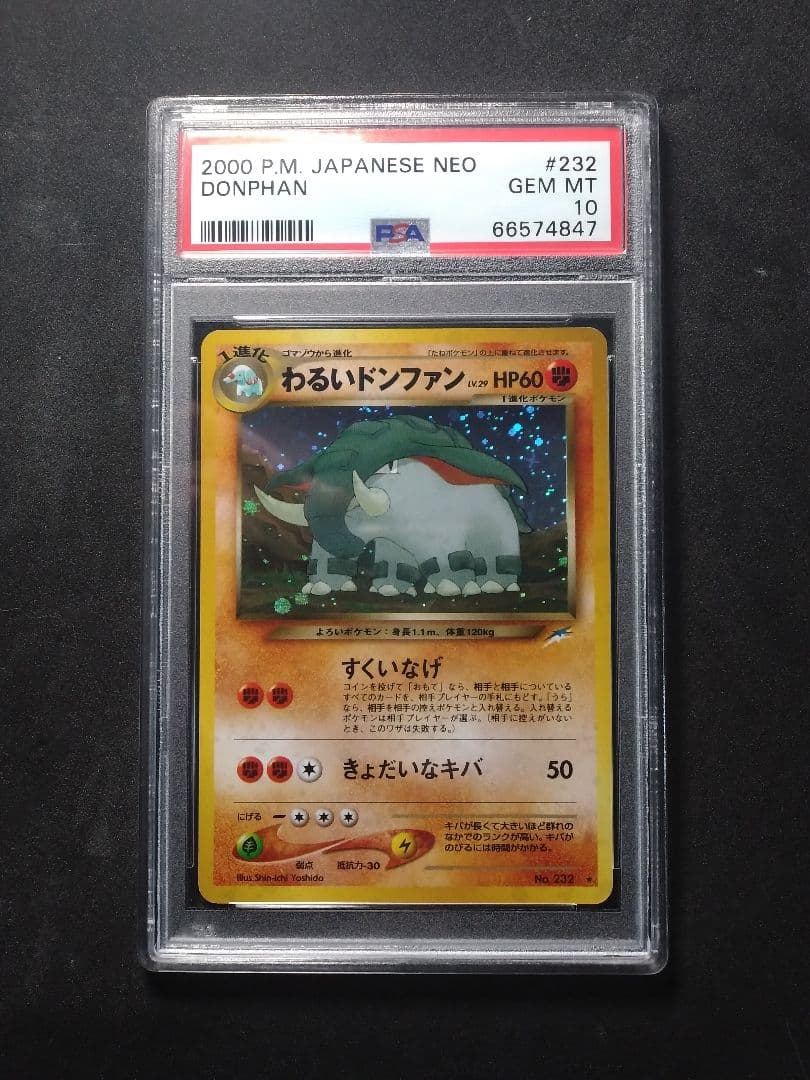 2000 P.M. JAPANESE NEO #232
DONPHAN GEM MT
10
PSA 66574847
1進化 ゴマゾウから進化 「たねポケモン」の上に重ねて進化させます。
わるいドンファン LV.29 HP60
1進化ポケモン
よろいポケモン：身長1.1m、体重120kg
すくいなげ
コインを投げて「おもて」なら、相手と相手についている
すべてのカードを、相手プレイヤーの手札にもどす。「うら」
なら、相手を相手の控えポケモンと入れ替える。入れ替える
ポケモンは相手プレイヤーが選ぶ。（相手に控えがいない
とき、このワザは失敗する。）
きょだいなキバ 50
にげる
キバが長くて大きいほど群れの
なかでのランクが高い。キバが
のびるには時間がかかる。
弱点 抵抗力-30
Illus. Shin-ichi Yoshida No. 232 ★